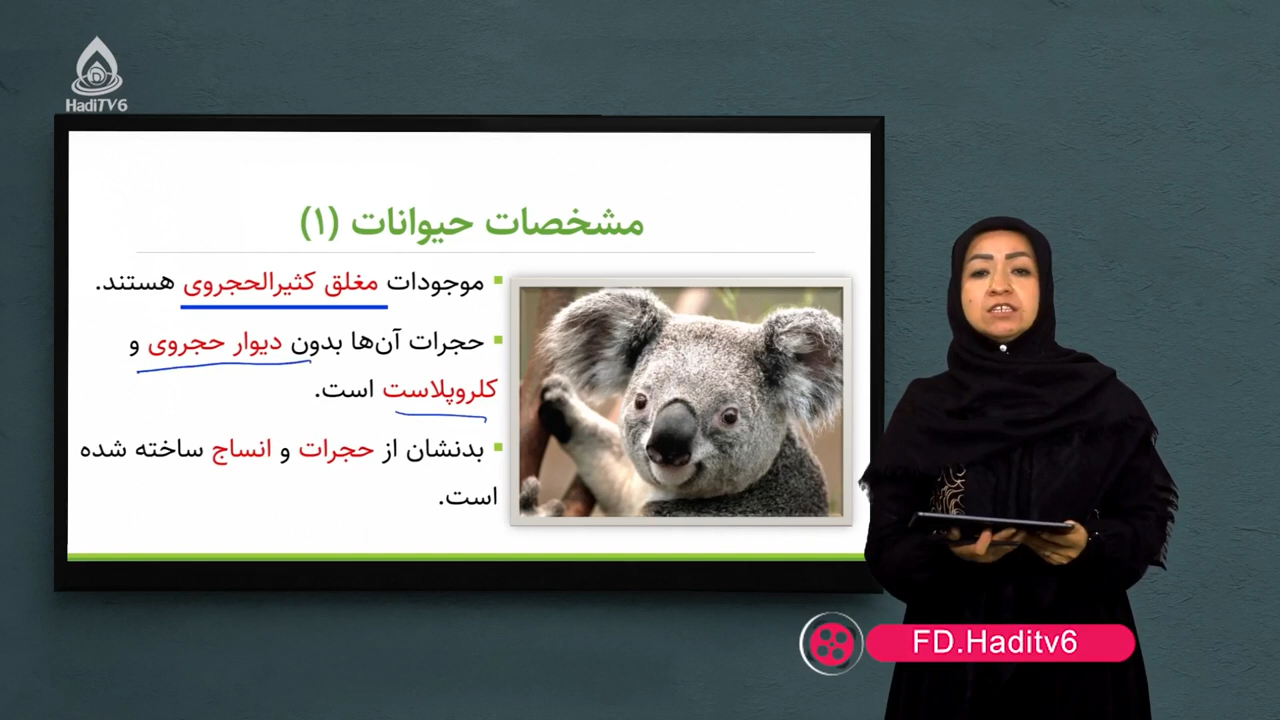 HadiTV6
مشخصات حیوانات (۱)
موجودات مغلق کثیرالحجروی هستند.
حجرات آن‌ها بدون دیوار حجروی و
کلروپلاست است.
بدنشان از حجرات و انساج ساخته شده
است.
FD.Haditv6